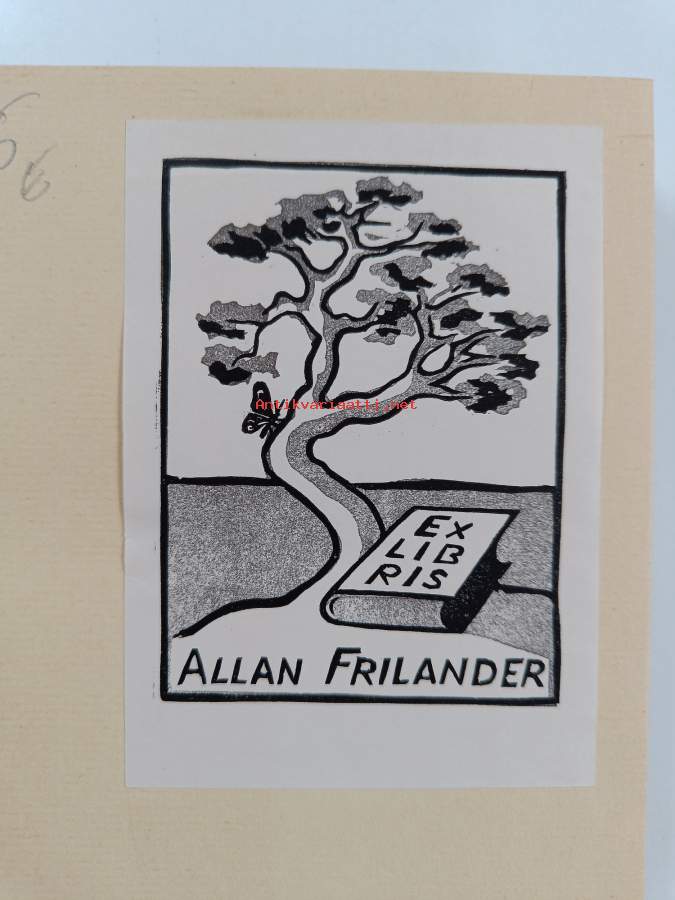 Antikvariaatti.net
EX
LIB
RIS
ALLAN FRILANDER